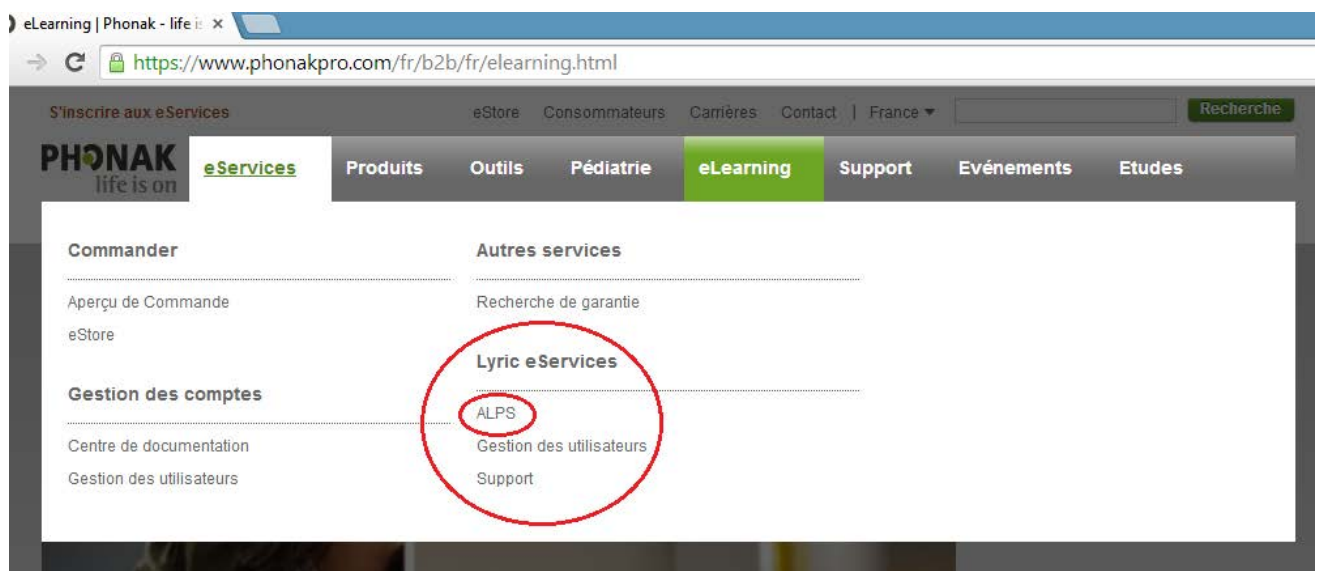 eLearning | Phonak - life i
https://www.phonakpro.com/fr/b2b/fr/elearning.html
S'inscrire aux eServices eStore Consommateurs Carrières Contact | France Recherche
PHONAK
life is on
eServices Produits Outils Pédiatrie eLearning Support Evénements Etudes
Commander
Aperçu de Commande
eStore
Gestion des comptes
Centre de documentation
Gestion des utilisateurs
Autres services
Recherche de garantie
Lyric eServices
ALPS
Gestion des utilisateurs
Support